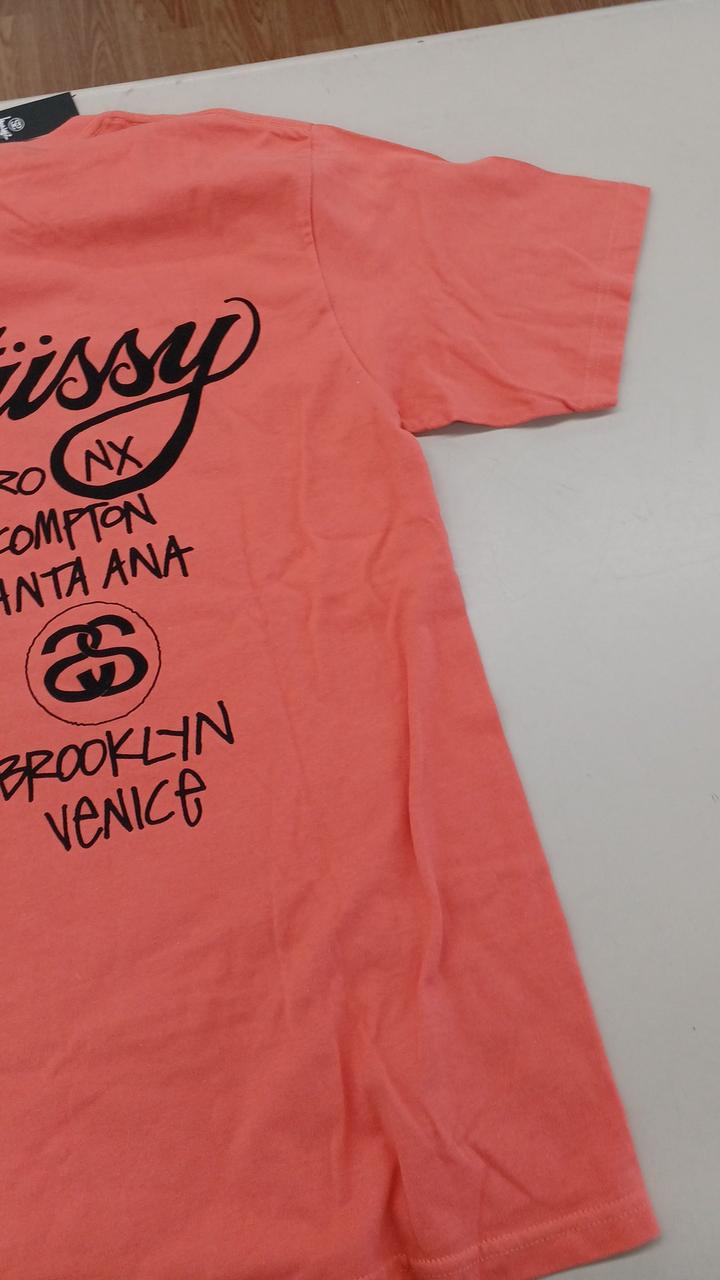 üssy
RO NX
COMPTON
ANTA ANA
BROOKLYN
VENICE